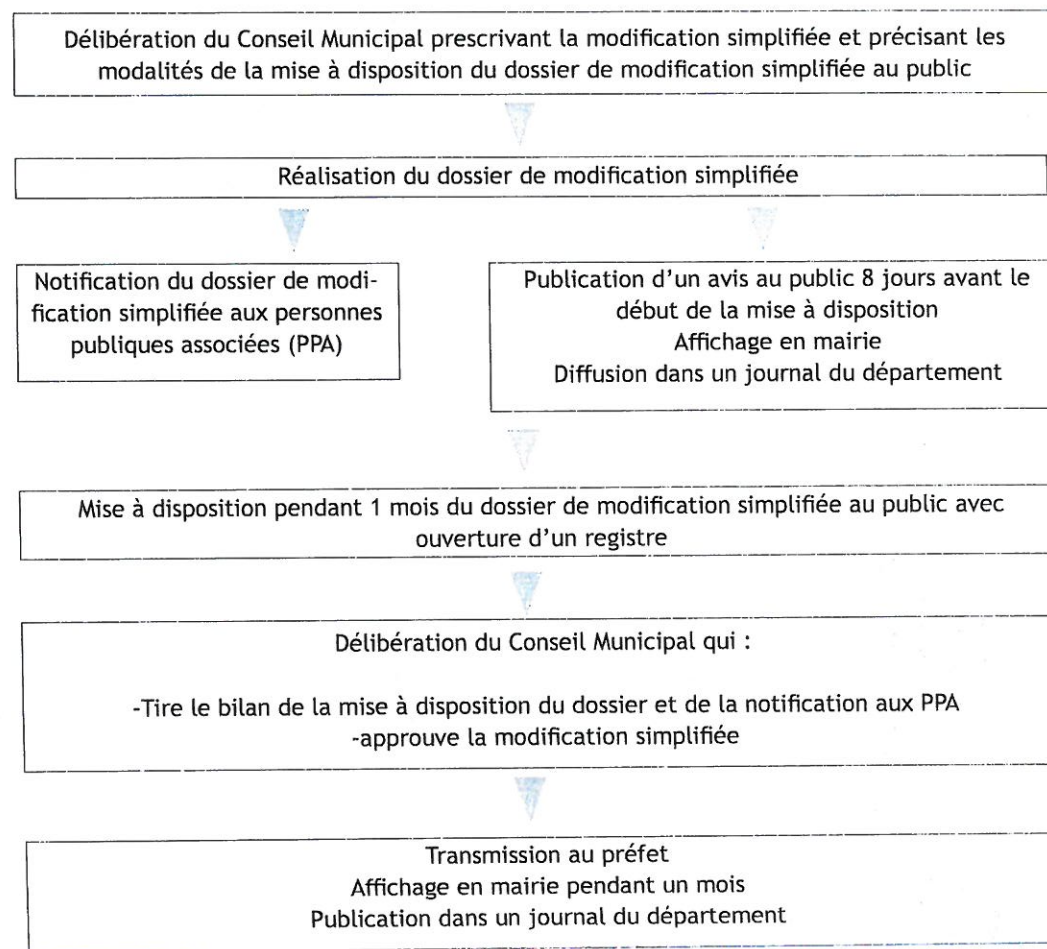 Délibération du Conseil Municipal prescrivant la modification simplifiée et précisant les
modalités de la mise à disposition du dossier de modification simplifiée au public
Réalisation du dossier de modification simplifiée
Notification du dossier de modi-
fication simplifiée aux personnes
publiques associées (PPA)
Publication d'un avis au public 8 jours avant le
début de la mise à disposition
Affichage en mairie
Diffusion dans un journal du département
Mise à disposition pendant 1 mois du dossier de modification simplifiée au public avec
ouverture d'un registre
Délibération du Conseil Municipal qui :
-Tire le bilan de la mise à disposition du dossier et de la notification aux PPA
-approuve la modification simplifiée
Transmission au préfet
Affichage en mairie pendant un mois
Publication dans un journal du département